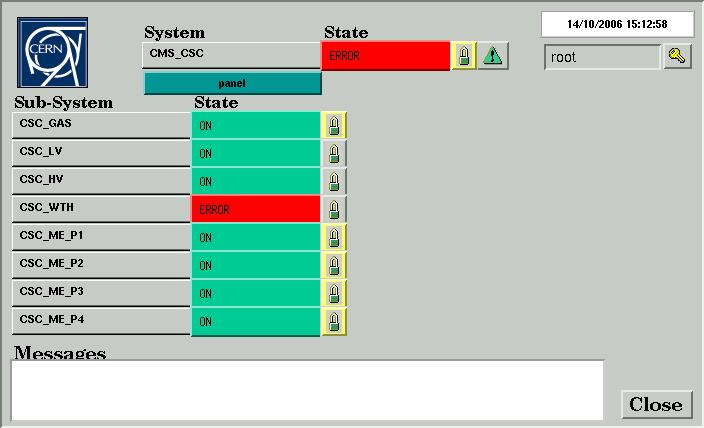 14/10/2006 15:12:58
CERN
System State
CMS_CSC ERROR
root
panel
Sub-System State
CSC_GAS ON
CSC_LV ON
CSC_HV ON
CSC_WTH ERROR
CSC_ME_P1 ON
CSC_ME_P2 ON
CSC_ME_P3 ON
CSC_ME_P4 ON
Messages
Close